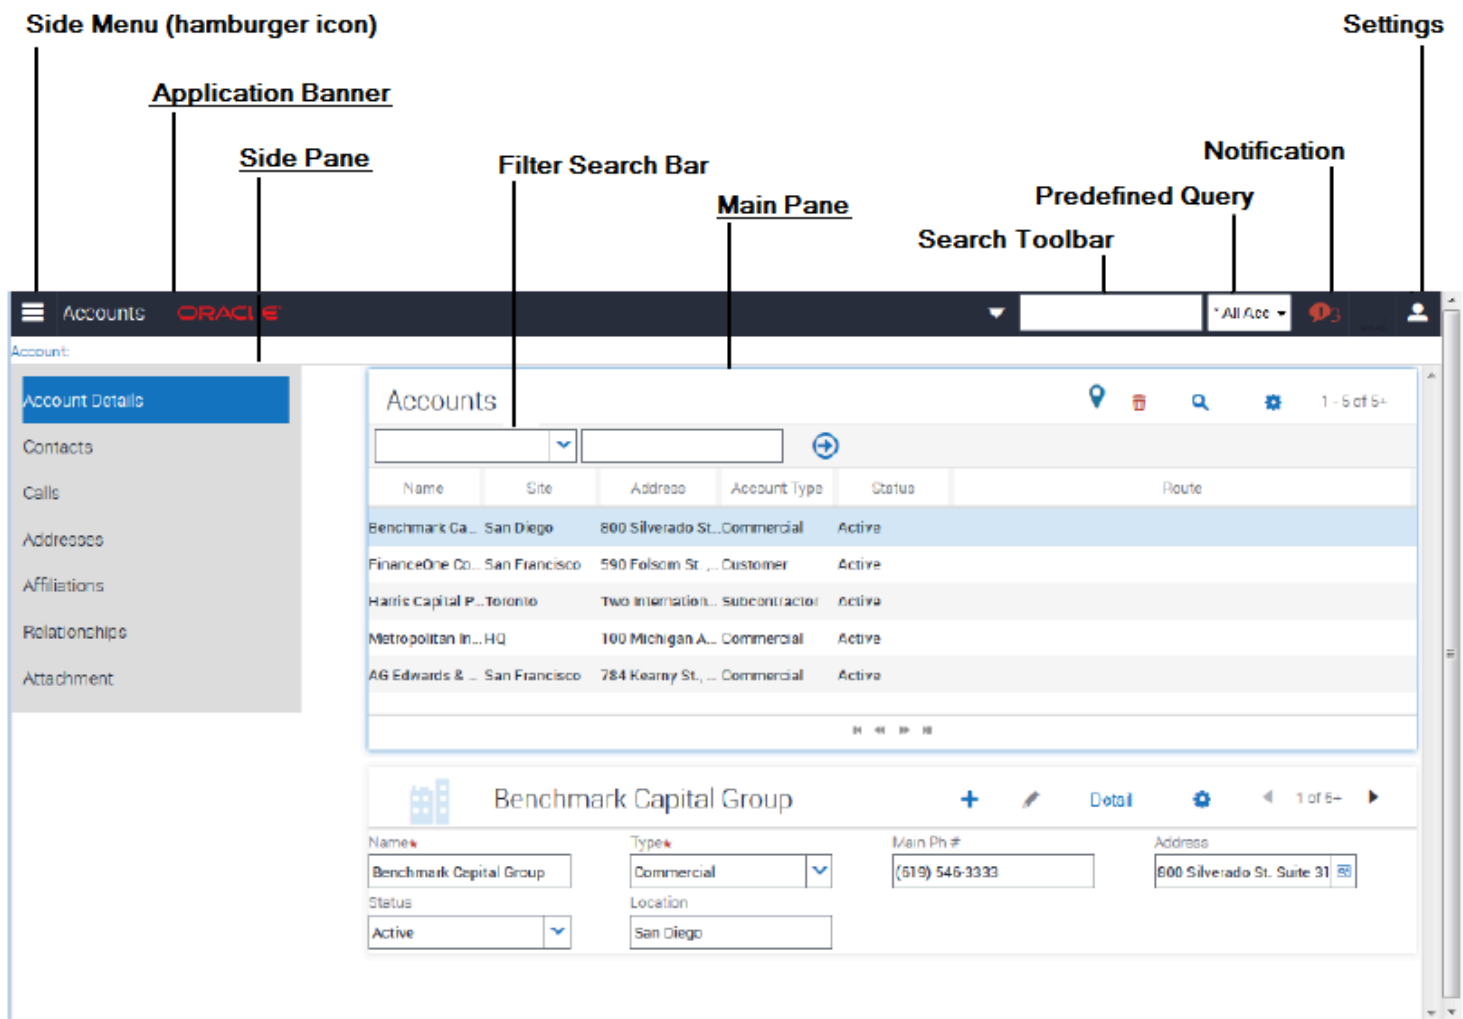 Side Menu (hamburger icon)
Settings
Application Banner
Side Pane
Filter Search Bar
Notification
Main Pane
Predefined Query
Search Toolbar
Accounts
ORACLE
* All Acc
3
Account:
Account Details
Contacts
Calls
Addresses
Affiliations
Relationships
Attachment
Accounts
1 - 5 of 5+
Name Site Address Account Type Status Route
Benchmark Ca... San Diego 800 Silverado St... Commercial Active
FinanceOne Co... San Francisco 590 Folsom St. ,... Customer Active
Harris Capital P... Toronto Two Internation... Subcontractor Active
Metropolitan In... HQ 100 Michigan A... Commercial Active
AG Edwards & ... San Francisco 784 Kearny St., ... Commercial Active
Benchmark Capital Group
Detail
1 of 5+
Name*
Type*
Main Ph #
Address
Benchmark Capital Group
Commercial
(619) 546-3333
800 Silverado St. Suite 31
Status
Location
Active
San Diego